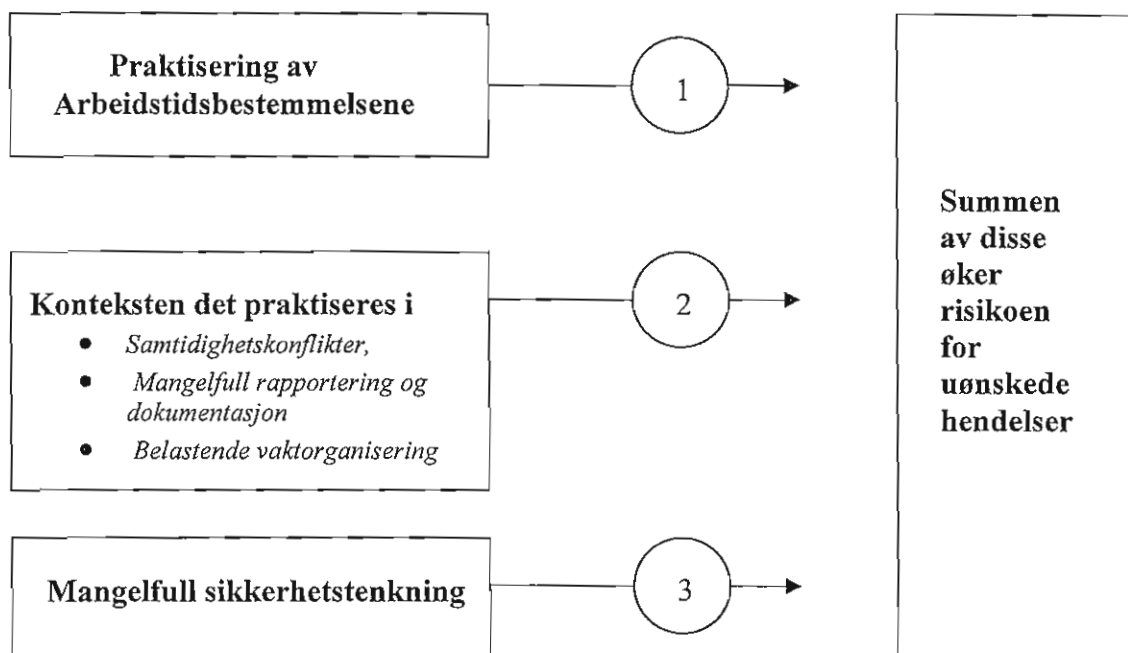 Praktisering av
Arbeidstidsbestemmelsene
1
Konteksten det praktiseres i
• Samtidighetskonflikter,
• Mangelfull rapportering og
dokumentasjon
• Belastende vaktorganisering
2
Mangelfull sikkerhetstenkning
3
Summen
av disse
øker
risikoen
for
uønskede
hendelser